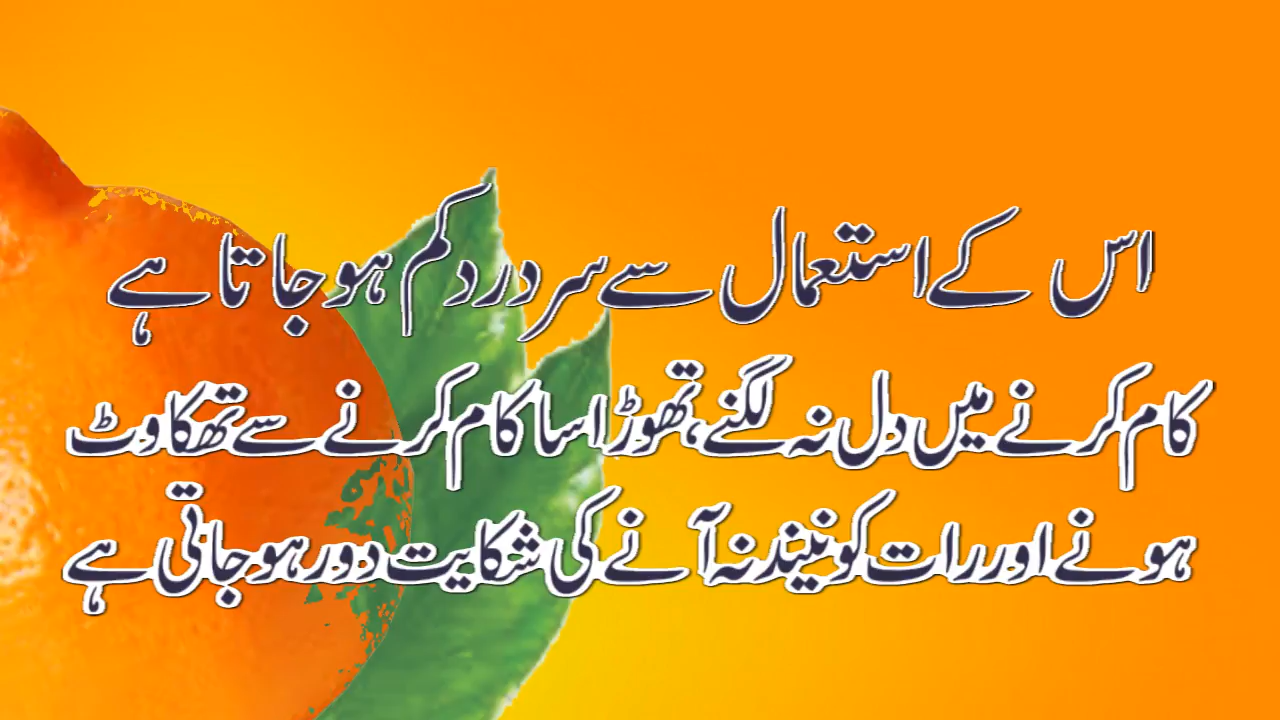 اس کے استعمال سے سر درد کم ہو جاتا ہے
کام کرنے میں دل نہ لگنے، تھوڑا سا کام کرنے سے تھکاوٹ
ہونے اور رات کو نیند نہ آنے کی شکایت دور ہو جاتی ہے